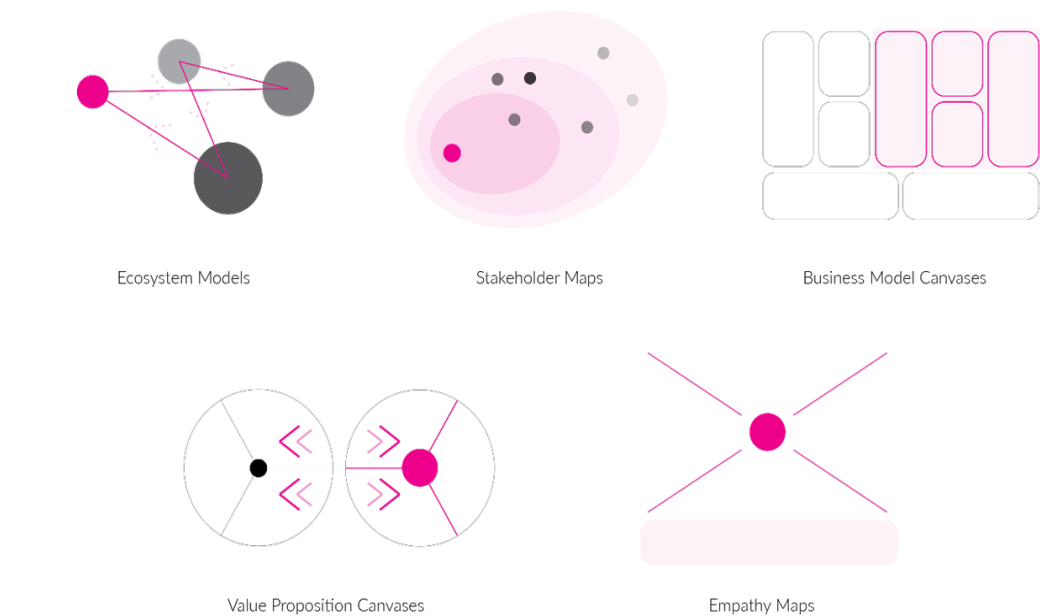 Ecosystem Models
Stakeholder Maps
Business Model Canvases
Value Proposition Canvases
Empathy Maps